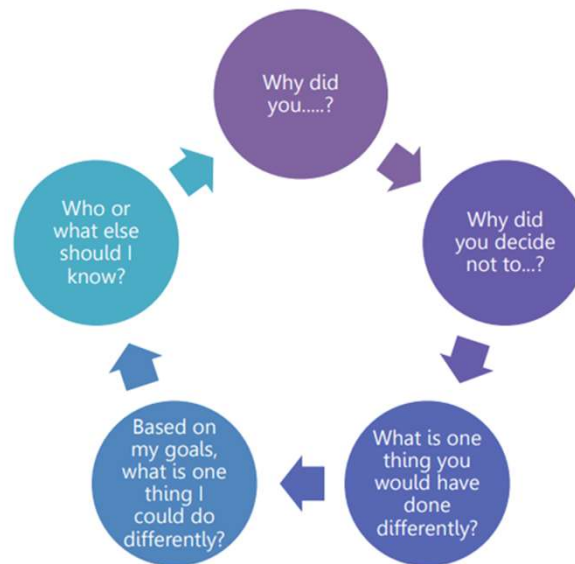 Why did
you.....?
Why did
you decide
not to...?
What is one
thing you
would have
done
differently?
Based on
my goals,
what is one
thing I
could do
differently?
Who or
what else
should I
know?